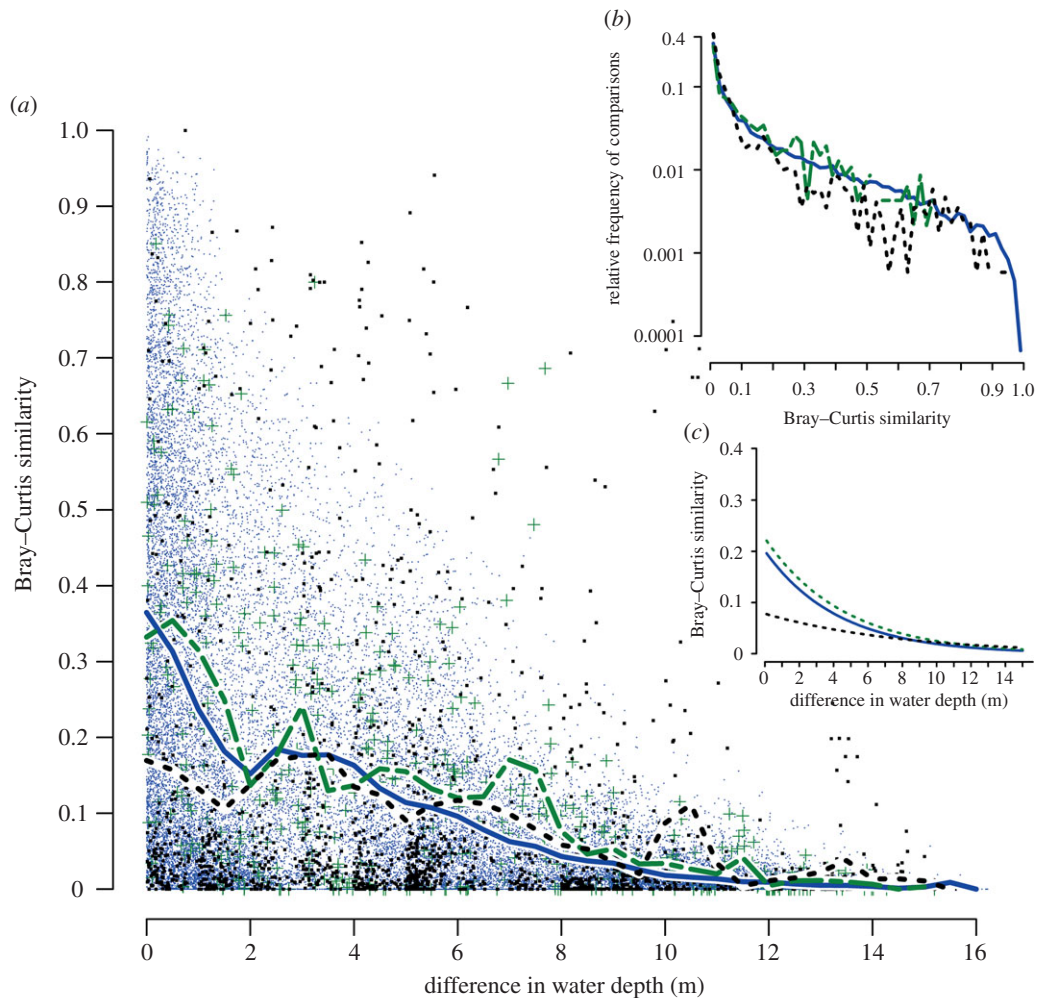 (a)
Bray–Curtis similarity
1.0
0.9
0.8
0.7
0.6
0.5
0.4
0.3
0.2
0.1
0
0 2 4 6 8 10 12 14 16
difference in water depth (m)
(b)
relative frequency of comparisons
0.4
0.1
0.01
0.001
0.0001
0 0.1 0.3 0.5 0.7 0.9 1.0
Bray–Curtis similarity
(c)
Bray–Curtis similarity
0.4
0.3
0.2
0.1
0
0 2 4 6 8 10 12 14
difference in water depth (m)